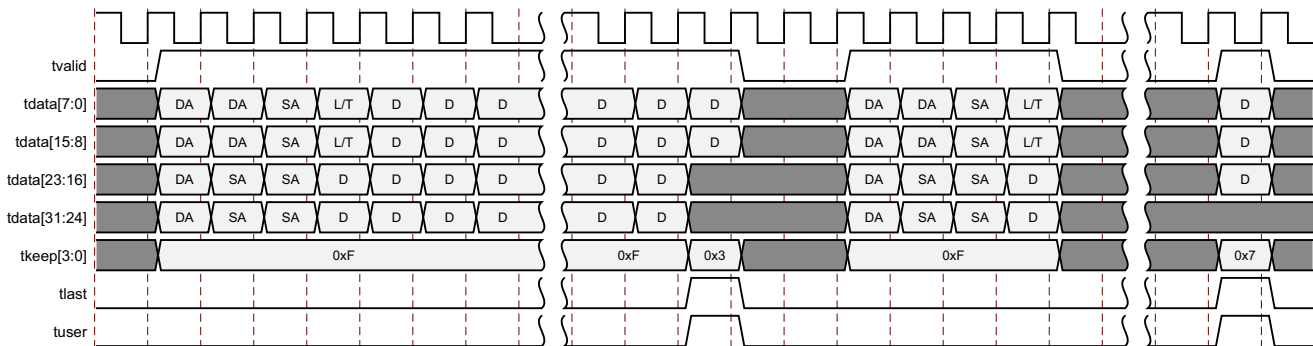 tvalid
tdata[7:0] DA DA SA L/T D D D D D D DA DA SA L/T D
tdata[15:8] DA DA SA L/T D D D D D D DA DA SA L/T D
tdata[23:16] DA SA SA D D D D D D DA SA SA D D
tdata[31:24] DA SA SA D D D D D D DA SA SA D
tkeep[3:0] 0xF 0xF 0x3 0xF 0x7
tlast
tuser